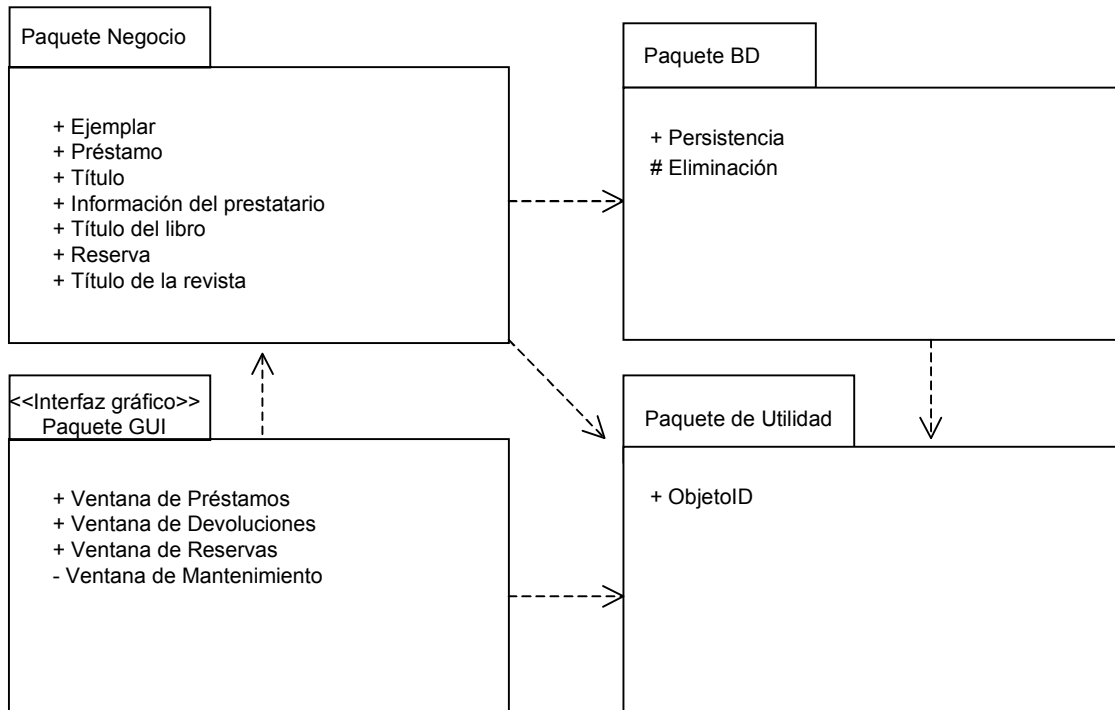 Paquete Negocio
+ Ejemplar
+ Préstamo
+ Título
+ Información del prestatario
+ Título del libro
+ Reserva
+ Título de la revista
Paquete BD
+ Persistencia
# Eliminación
<<Interfaz gráfico>>
Paquete GUI
+ Ventana de Préstamos
+ Ventana de Devoluciones
+ Ventana de Reservas
- Ventana de Mantenimiento
Paquete de Utilidad
+ ObjetoID